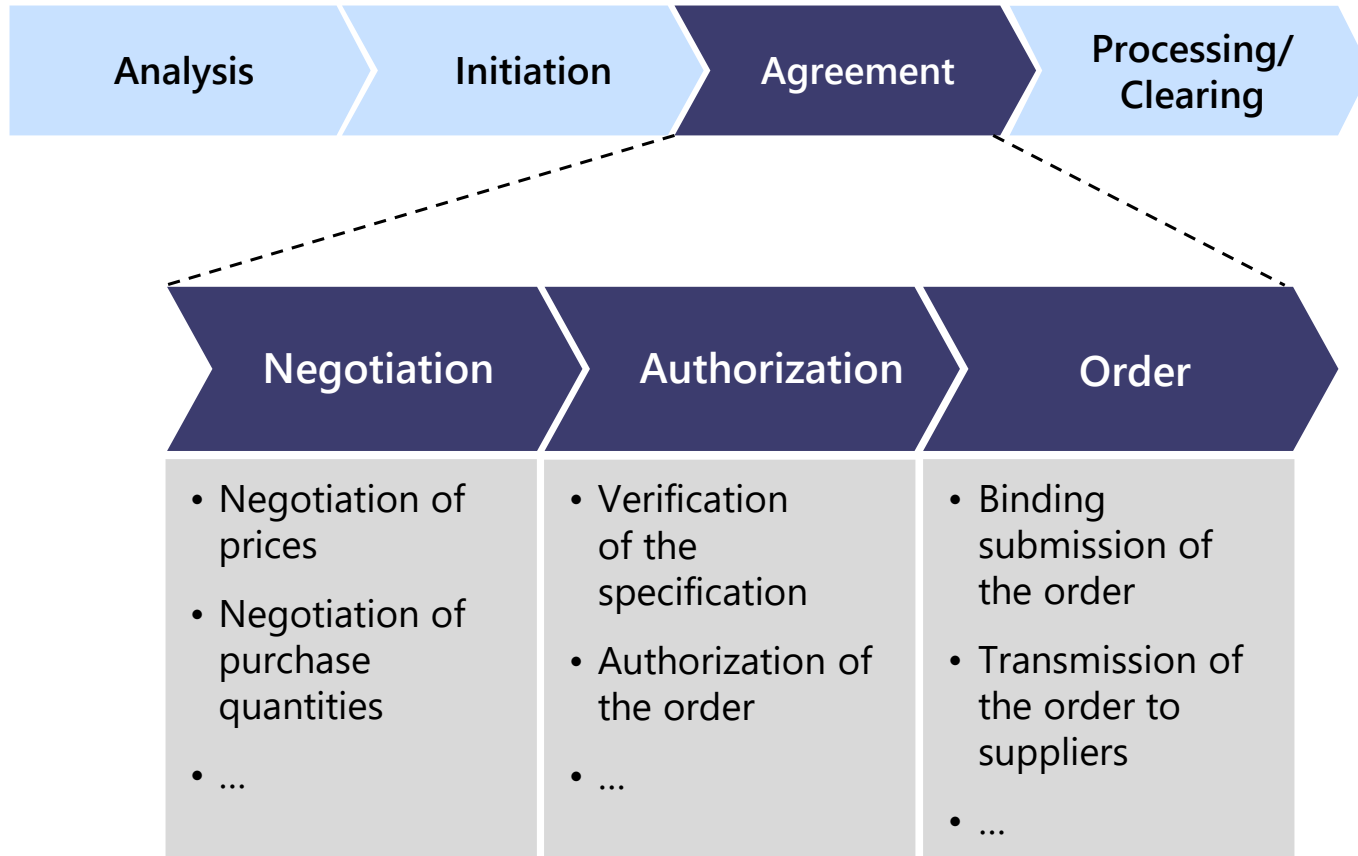 Analysis
Initiation
Agreement
Processing/
Clearing
Negotiation
Authorization
Order
• Negotiation of
prices
• Negotiation of
purchase
quantities
• ...
• Verification
of the
specification
• Authorization of
the order
• ...
• Binding
submission of
the order
• Transmission of
the order to
suppliers
• ...